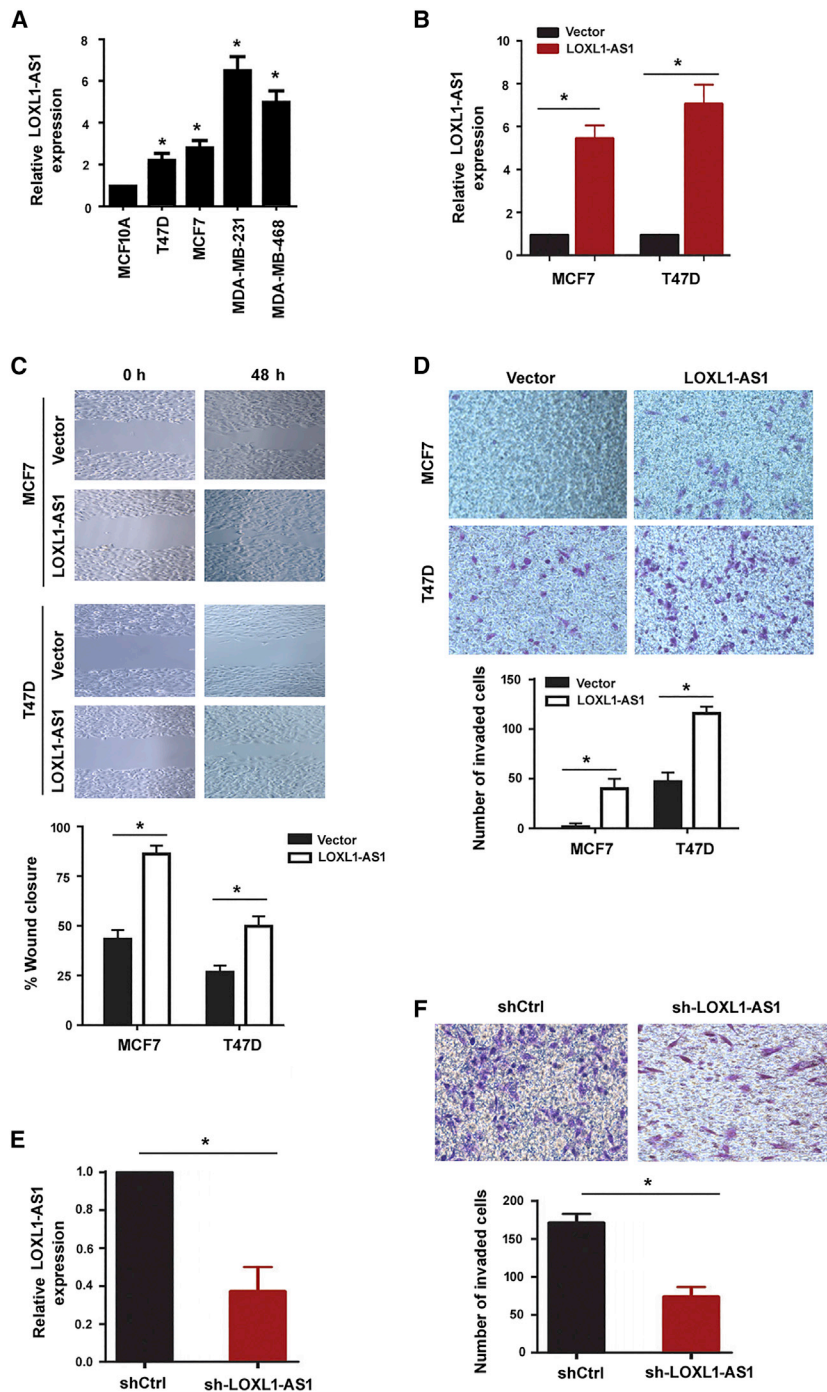 A
Relative LOXL1-AS1
expression
8
6
4
2
0
*
*
*
*
MCF10A
T47D
MCF7
MDA-MB-231
MDA-MB-468
B
Vector
LOXL1-AS1
Relative LOXL1-AS1
expression
10
8
6
4
2
0
*
*
MCF7
T47D
C
0 h
48 h
MCF7
Vector
LOXL1-AS1
T47D
Vector
LOXL1-AS1
% Wound closure
100
75
50
25
0
*
*
Vector
LOXL1-AS1
MCF7
T47D
D
Vector
LOXL1-AS1
MCF7
T47D
Number of invaded cells
150
100
50
0
Vector
LOXL1-AS1
*
*
MCF7
T47D
E
Relative LOXL1-AS1
expression
1.0
0.8
0.6
0.4
0.2
0.0
*
shCtrl
sh-LOXL1-AS1
F
shCtrl
sh-LOXL1-AS1
Number of invaded cells
200
150
100
50
0
*
shCtrl
sh-LOXL1-AS1